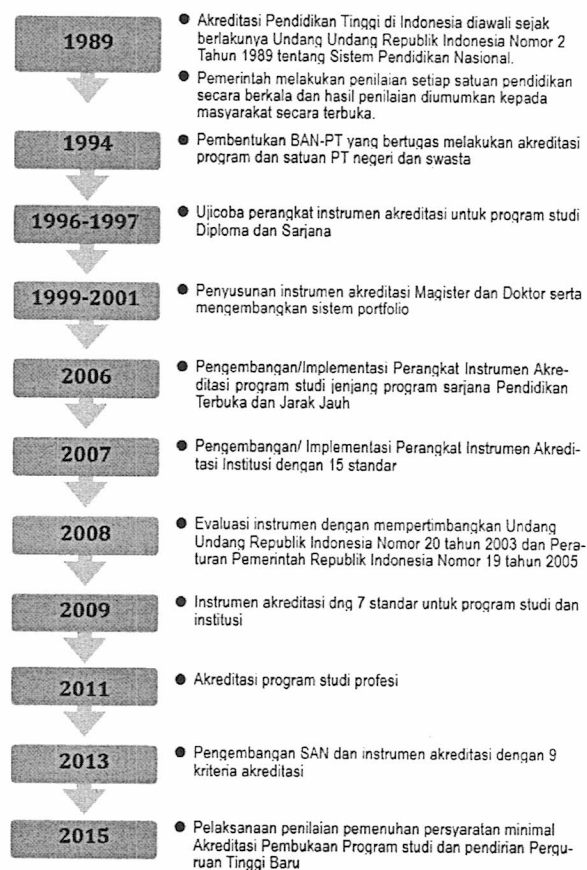 1989
● Akreditasi Pendidikan Tinggi di Indonesia diawali sejak
berlakunya Undang Undang Republik Indonesia Nomor 2
Tahun 1989 tentang Sistem Pendidikan Nasional.
● Pemerintah melakukan penilaian setiap satuan pendidikan
secara berkala dan hasil penilaian diumumkan kepada
masyarakat secara terbuka.
1994
● Pembentukan BAN-PT yang bertugas melakukan akreditasi
program dan satuan PT negeri dan swasta
1996-1997
● Ujicoba perangkat instrumen akreditasi untuk program studi
Diploma dan Sarjana
1999-2001
● Penyusunan instrumen akreditasi Magister dan Doktor serta
mengembangkan sistem portfolio
2006
● Pengembangan/Implementasi Perangkat Instrumen Akre-
ditasi program studi jenjang program sarjana Pendidikan
Terbuka dan Jarak Jauh
2007
● Pengembangan/ Implementasi Perangkat Instrumen Akredi-
tasi Institusi dengan 15 standar
2008
● Evaluasi instrumen dengan mempertimbangkan Undang
Undang Republik Indonesia Nomor 20 tahun 2003 dan Pera-
turan Pemerintah Republik Indonesia Nomor 19 tahun 2005
2009
● Instrumen akreditasi dng 7 standar untuk program studi dan
institusi
2011
● Akreditasi program studi profesi
2013
● Pengembangan SAN dan instrumen akreditasi dengan 9
kriteria akreditasi
2015
● Pelaksanaan penilaian pemenuhan persyaratan minimal
Akreditasi Pembukaan Program studi dan pendirian Pergu-
ruan Tinggi Baru